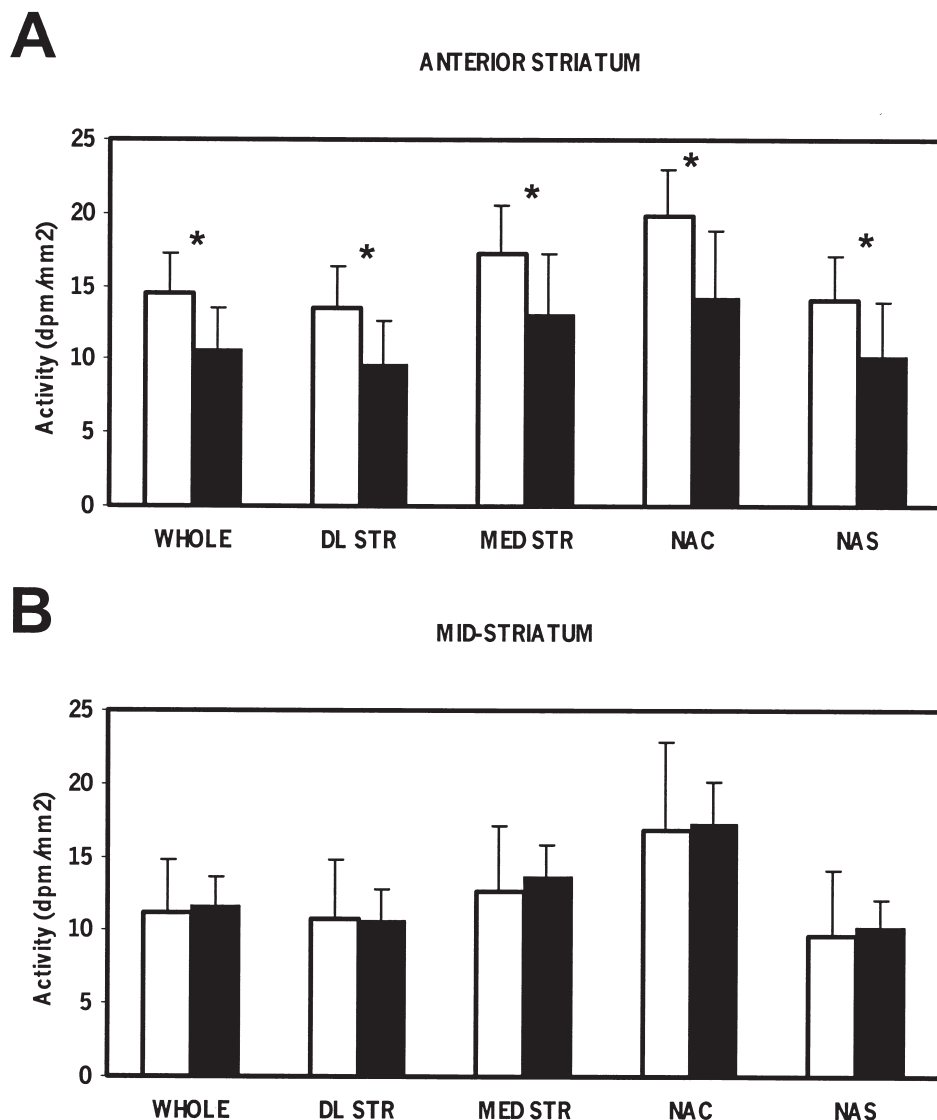 A
ANTERIOR STRIATUM
25
20
15
10
5
0
Activity (dpm/mm2)
*
*
*
*
*
WHOLE DL STR MED STR NAC NAS
B
MID-STRIATUM
25
20
15
10
5
0
Activity (dpm/mm2)
WHOLE DL STR MED STR NAC NAS